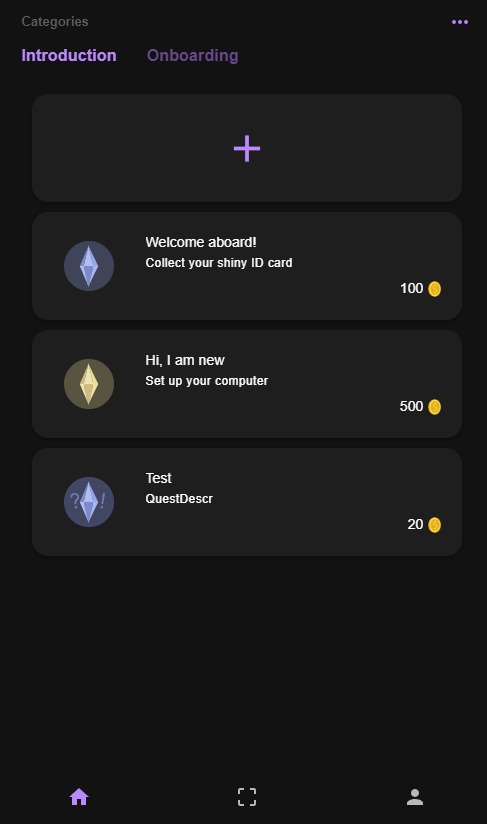 Categories
Introduction Onboarding
Welcome aboard!
Collect your shiny ID card
100
Hi, I am new
Set up your computer
500
Test
? !
QuestDescr
20